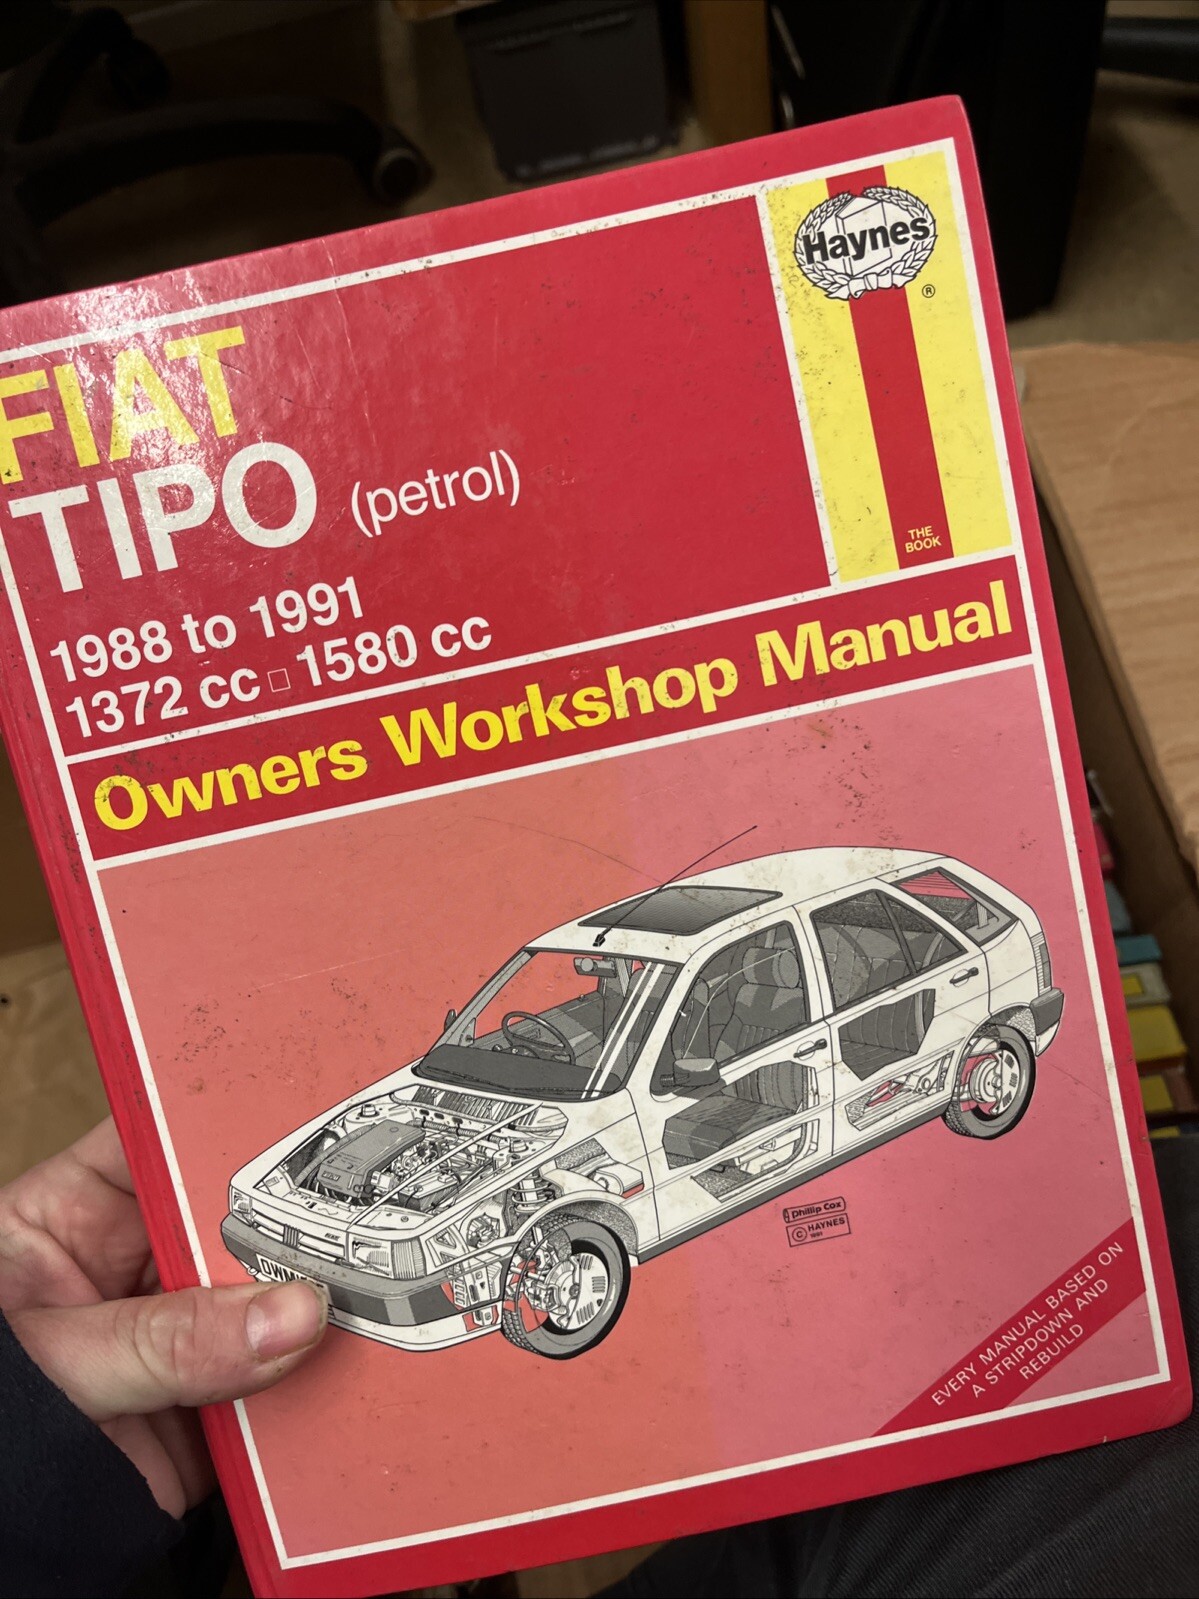 Haynes
®
FIAT
TIPO (petrol)
1988 to 1991
1372 cc □ 1580 cc
THE
BOOK
Owners Workshop Manual
Phillip Cox
© HAYNES
1991
EVERY MANUAL BASED ON
A STRIPDOWN AND
REBUILD